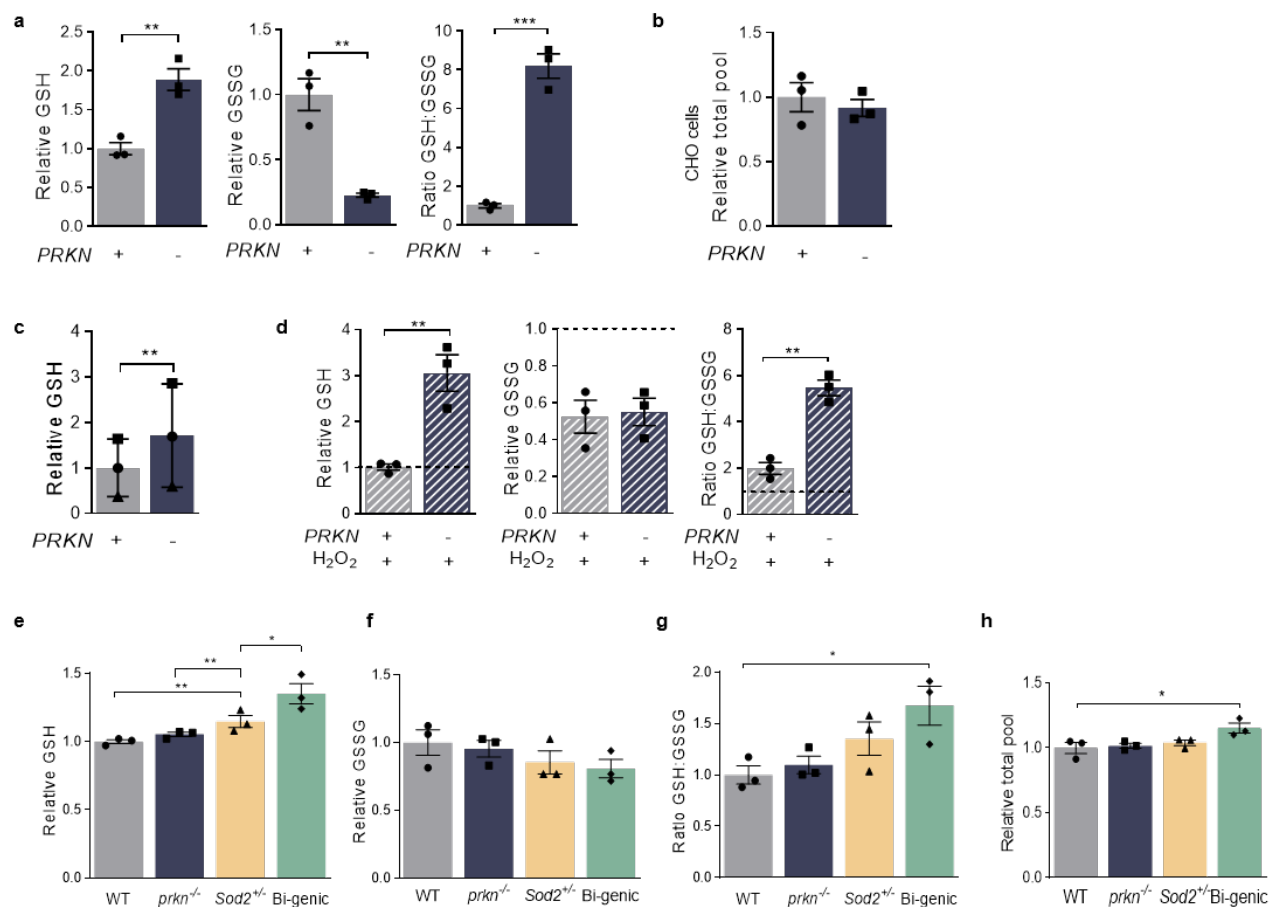 a
**
**
***
b
2.5
2.0
1.5
1.0
0.5
0.0
Relative GSH
1.5
1.0
0.5
0.0
Relative GSSG
10
8
6
4
2
0
Ratio GSH:GSSG
1.5
1.0
0.5
0.0
CHO cells
Relative total pool
PRKN + -
PRKN + -
PRKN + -
PRKN + -
c
**
4
3
2
1
0
Relative GSH
PRKN + -
d
**
**
4
3
2
1
0
Relative GSH
1.0
0.8
0.6
0.4
0.2
0.0
Relative GSSG
8
6
4
2
0
Ratio GSH:GSSG
PRKN + -
H₂O₂ + +
PRKN + -
H₂O₂ + +
PRKN + -
H₂O₂ + +
e
*
**
**
1.5
1.0
0.5
0.0
Relative GSH
WT prkn-/- Sod2+/- Bi-genic
f
1.5
1.0
0.5
0.0
Relative GSSG
WT prkn-/- Sod2+/- Bi-genic
g
*
2.0
1.5
1.0
0.5
0.0
Ratio GSH:GSSG
WT prkn-/- Sod2+/- Bi-genic
h
*
1.5
1.0
0.5
0.0
Relative total pool
WT prkn-/- Sod2+/- Bi-genic